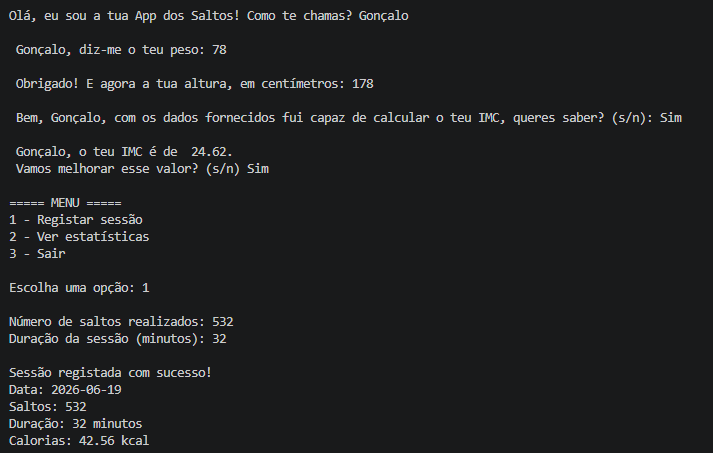 Olá, eu sou a tua App dos Saltos! Como te chamas? Gonçalo
Gonçalo, diz-me o teu peso: 78
Obrigado! E agora a tua altura, em centímetros: 178
Bem, Gonçalo, com os dados fornecidos fui capaz de calcular o teu IMC, queres saber? (s/n): Sim
Gonçalo, o teu IMC é de  24.62.
Vamos melhorar esse valor? (s/n) Sim
===== MENU =====
1 - Registar sessão
2 - Ver estatísticas
3 - Sair
Escolha uma opção: 1
Número de saltos realizados: 532
Duração da sessão (minutos): 32
Sessão registada com sucesso!
Data: 2026-06-19
Saltos: 532
Duração: 32 minutos
Calorias: 42.56 kcal